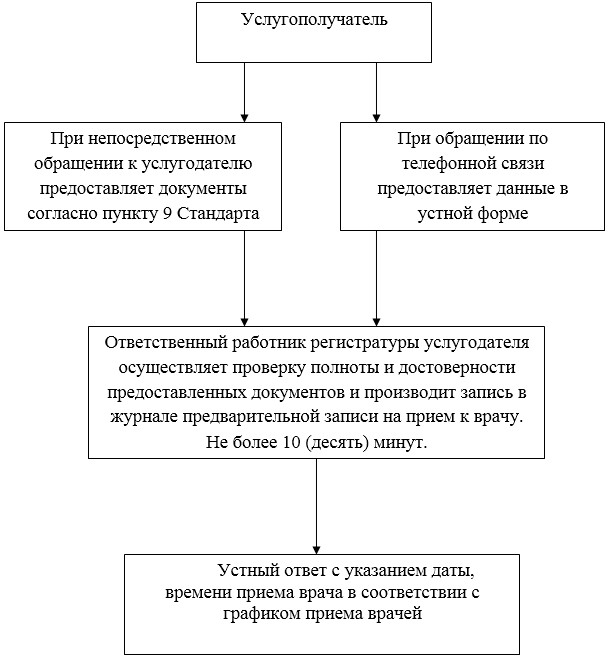 Услугополучатель
При непосредственном
обращении к услугодателю
предоставляет документы
согласно пункту 9 Стандарта
При обращении по
телефонной связи
предоставляет данные в
устной форме
Ответственный работник регистратуры услугодателя
осуществляет проверку полноты и достоверности
предоставленных документов и производит запись в
журнале предварительной записи на прием к врачу.
Не более 10 (десять) минут.
Устный ответ с указанием даты,
времени приема врача в соответствии с
графиком приема врачей